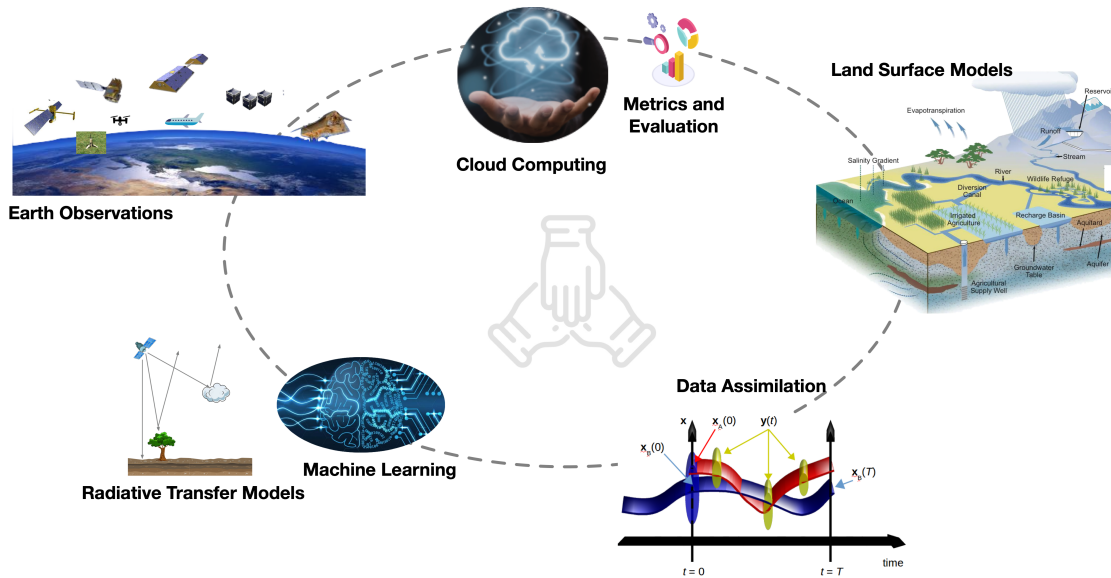 Land Surface Models
Metrics and
Evaluation
Cloud Computing
Earth Observations
Evapotranspiration
Reservoi
Runoff
Stream
Salinity Gradient
River
Wildlife Refuge
Diversion
Canal
Ocean
Irrigated
Agriculture
Recharge Basin
Aquitard
Aquifer
Groundwater
Table
Agricultural
Supply Well
Machine Learning
Radiative Transfer Models
Data Assimilation
x
x_A(0)
y(t)
x_B(0)
x_B(T)
time
t = 0
t = T